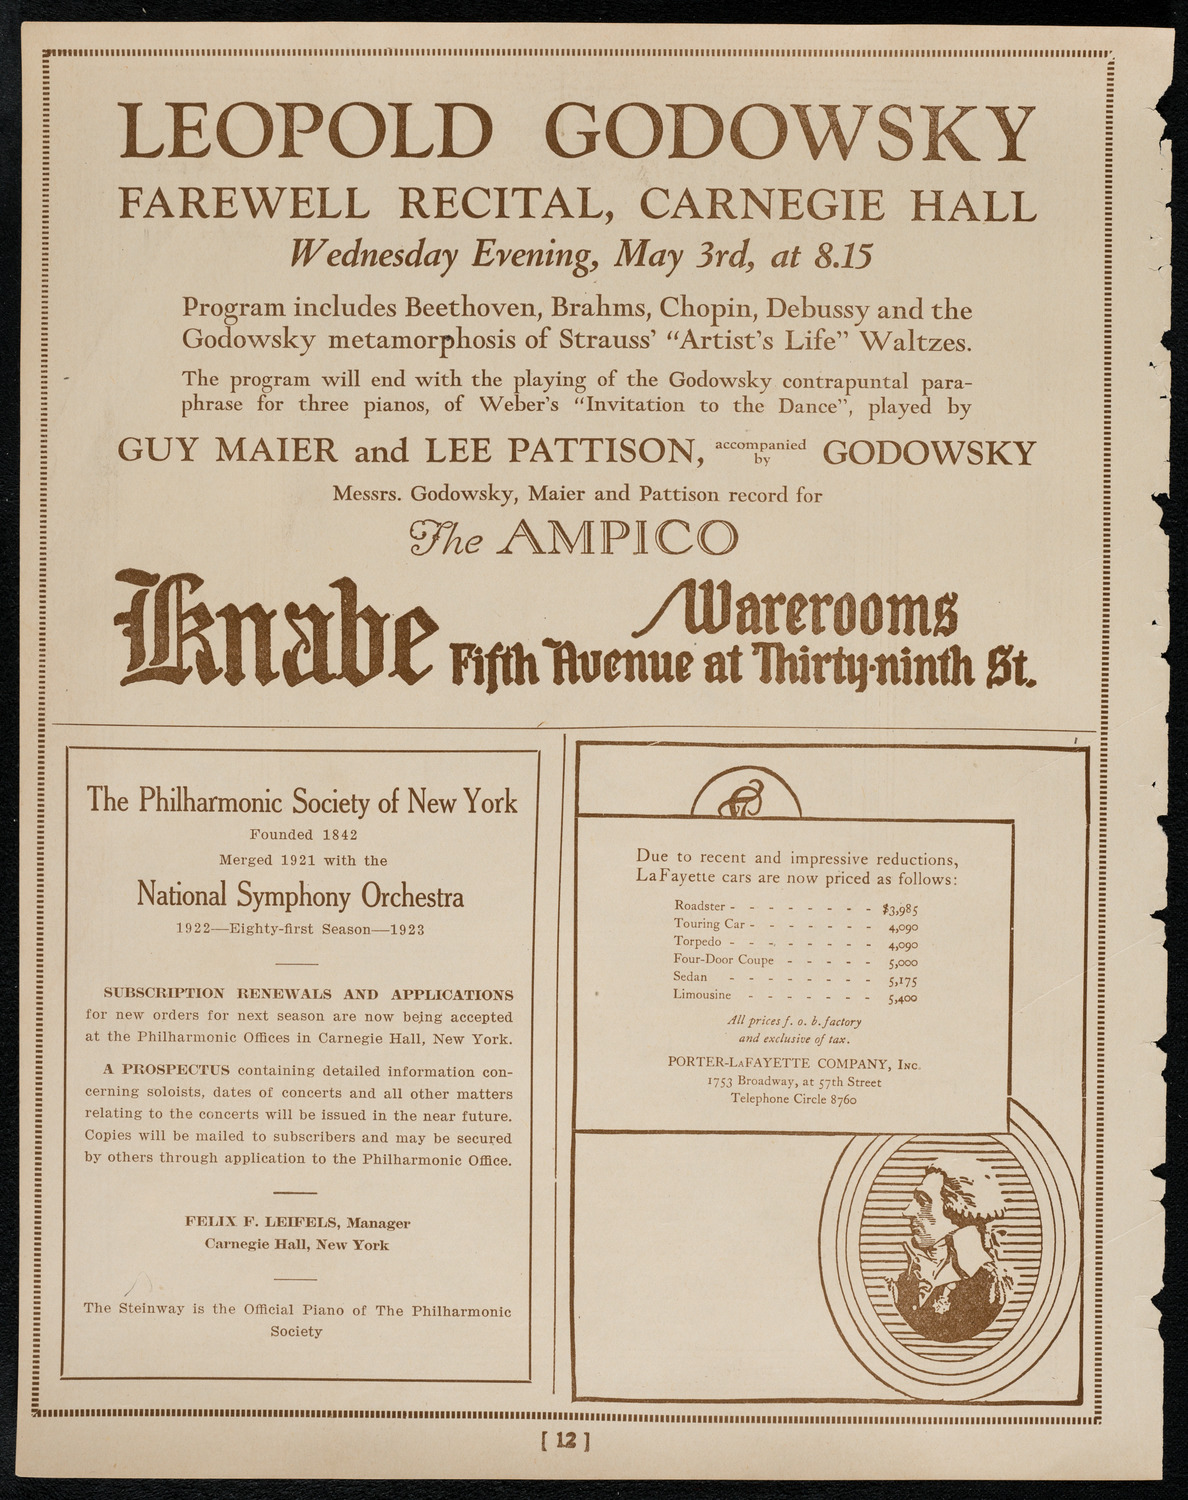 LEOPOLD GODOWSKY
FAREWELL RECITAL, CARNEGIE HALL
Wednesday Evening, May 3rd, at 8.15
Program includes Beethoven, Brahms, Chopin, Debussy and the
Godowsky metamorphosis of Strauss' “Artist's Life” Waltzes.
The program will end with the playing of the Godowsky contrapuntal para-
phrase for three pianos, of Weber's “Invitation to the Dance”, played by
GUY MAIER and LEE PATTISON, accompanied by GODOWSKY
Messrs. Godowsky, Maier and Pattison record for
The AMPICO
Knabe Warerooms
Fifth Avenue at Thirty-ninth St.
The Philharmonic Society of New York
Founded 1842
Merged 1921 with the
National Symphony Orchestra
1922—Eighty-first Season—1923
SUBSCRIPTION RENEWALS AND APPLICATIONS
for new orders for next season are now being accepted
at the Philharmonic Offices in Carnegie Hall, New York.
A PROSPECTUS containing detailed information con-
cerning soloists, dates of concerts and all other matters
relating to the concerts will be issued in the near future.
Copies will be mailed to subscribers and may be secured
by others through application to the Philharmonic Office.
FELIX F. LEIFELS, Manager
Carnegie Hall, New York
The Steinway is the Official Piano of The Philharmonic
Society
Due to recent and impressive reductions,
LaFayette cars are now priced as follows:
Roadster - - - - - - - - $3,985
Touring Car - - - - - - - 4,090
Torpedo - - - - - - - - 4,090
Four-Door Coupe - - - - - 5,000
Sedan - - - - - - - - 5,175
Limousine - - - - - - - 5,400
All prices f. o. b. factory
and exclusive of tax.
PORTER-LAFAYETTE COMPANY, INC.
1753 Broadway, at 57th Street
Telephone Circle 8760
[ 12 ]